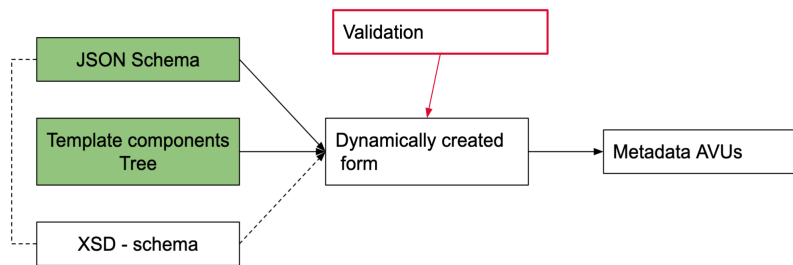 Validation
JSON Schema
Template components
Tree
Dynamically created
form
Metadata AVUs
XSD - schema